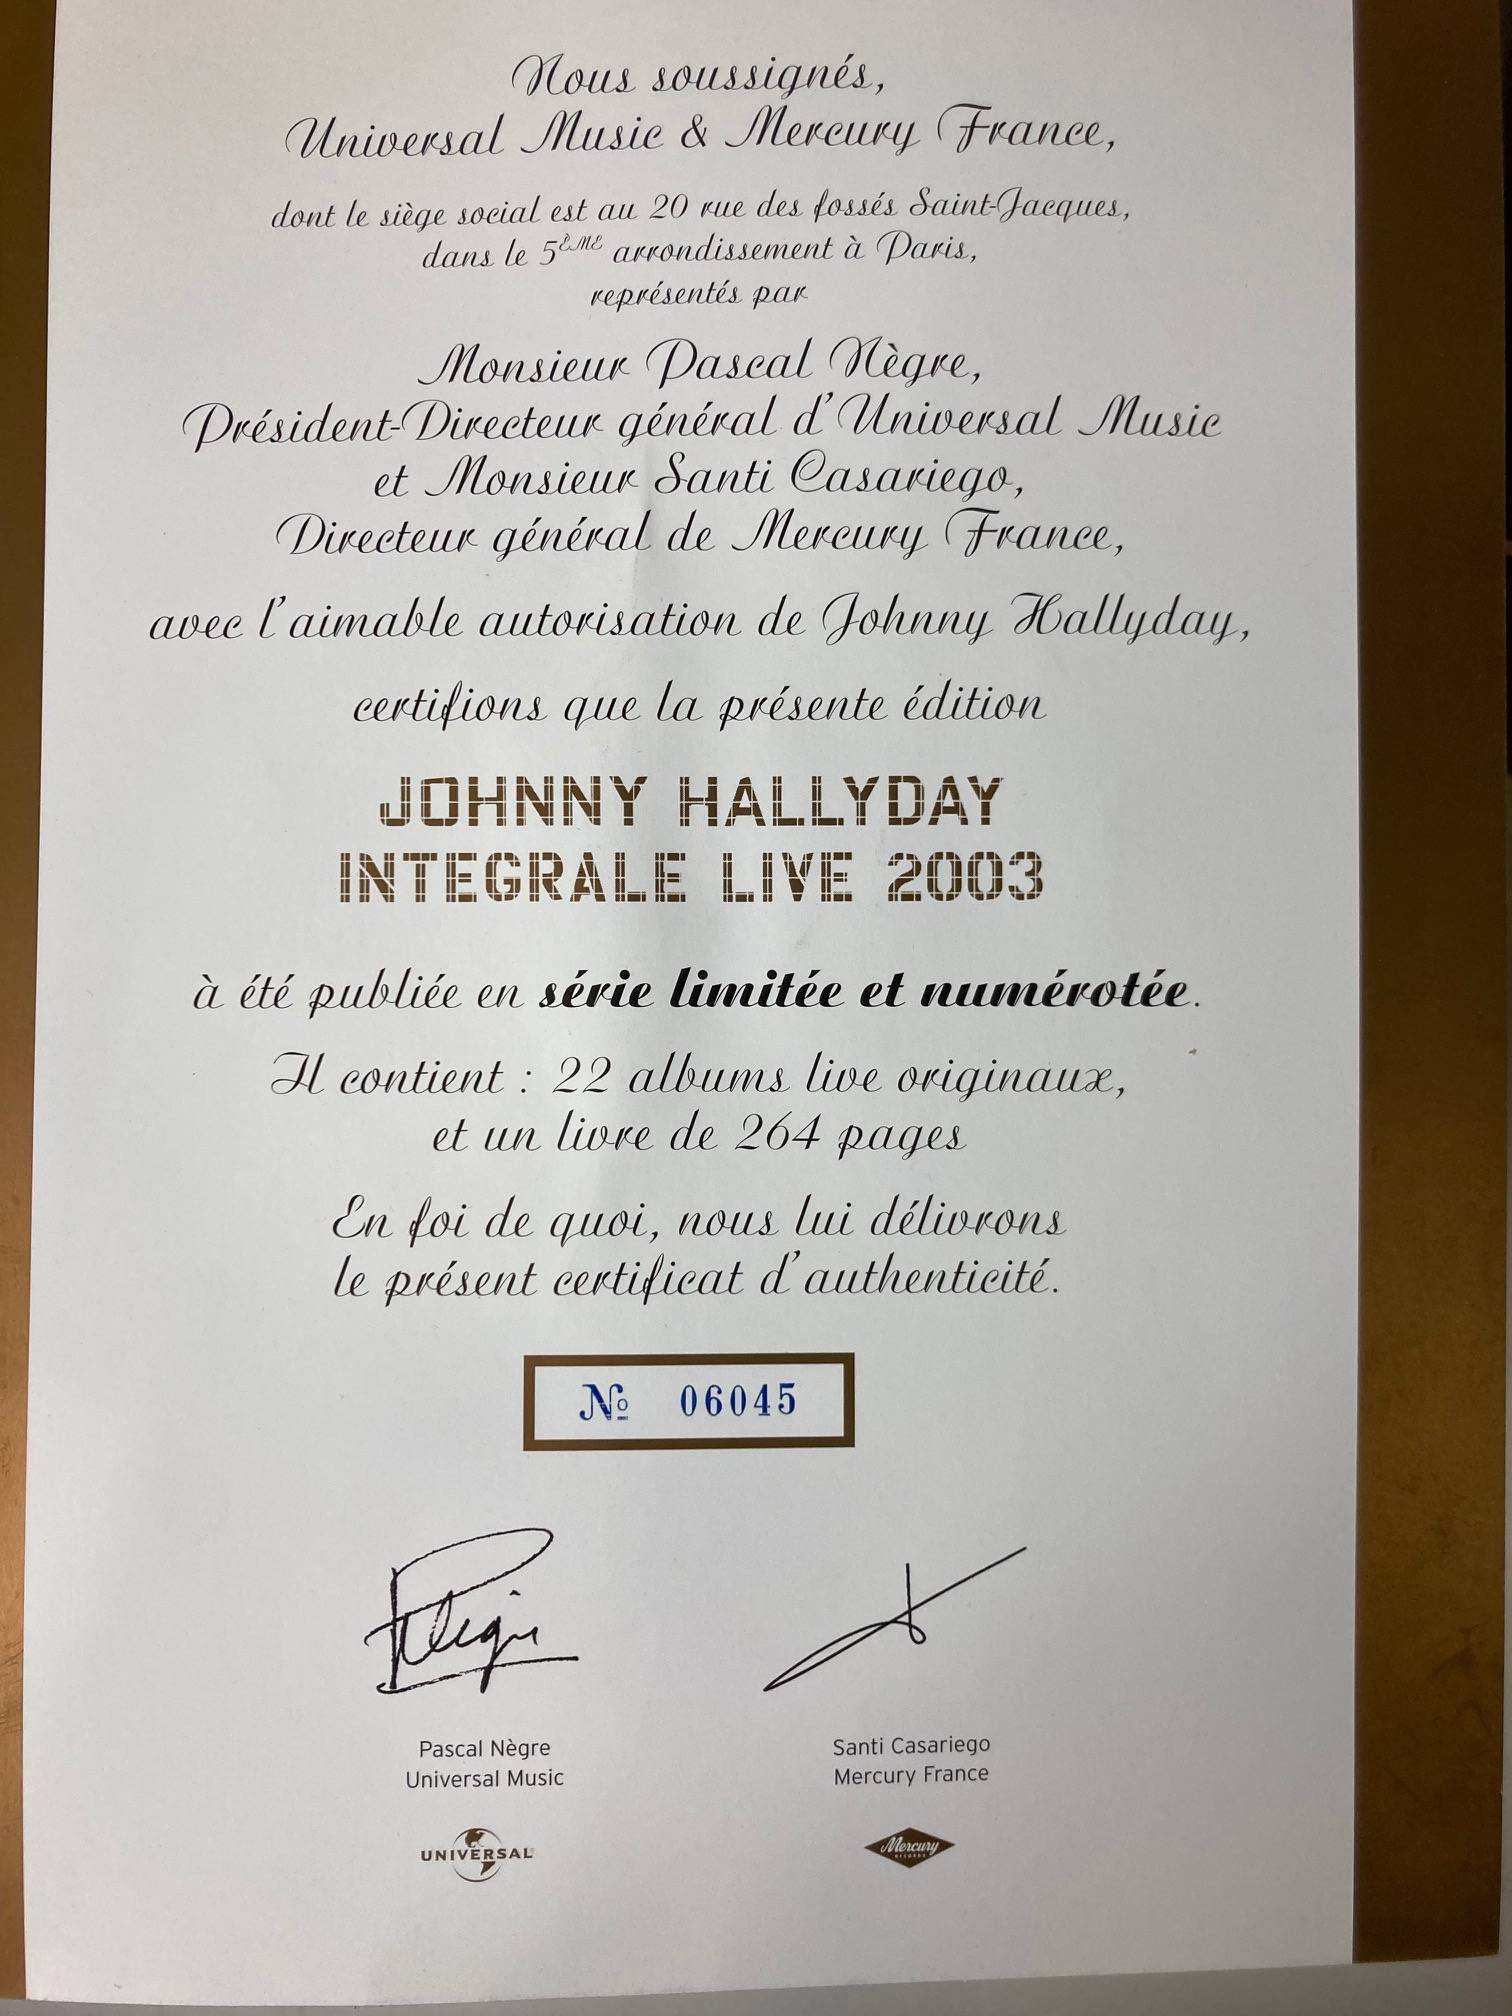 Nous soussignés,
Universal Music & Mercury France,
dont le siège social est au 20 rue des fossés Saint-Jacques,
dans le 5ÈME arrondissement à Paris,
représentés par
Monsieur Pascal Nègre,
Président-Directeur général d'Universal Music
et Monsieur Santi Casariego,
Directeur général de Mercury France,
avec l'aimable autorisation de Johnny Hallyday,
certifions que la présente édition
JOHNNY HALLYDAY
INTEGRALE LIVE 2003
à été publiée en série limitée et numérotée.
Il contient : 22 albums live originaux,
et un livre de 264 pages
En foi de quoi, nous lui délivrons
le présent certificat d'authenticité.
№ 06045
Pascal Nègre
Universal Music
Santi Casariego
Mercury France
UNIVERSAL
Mercury
RECORDS